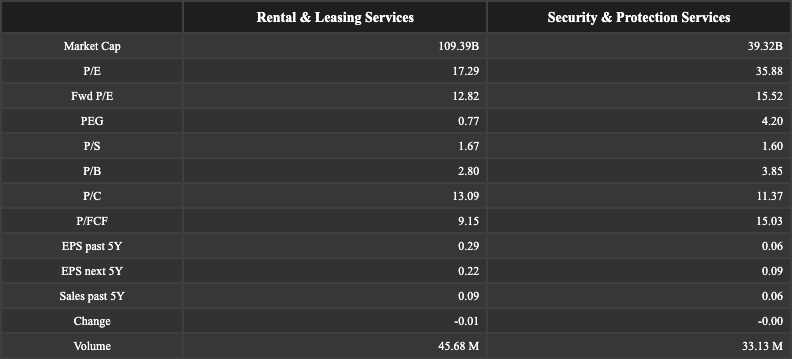 Rental & Leasing Services Security & Protection Services
Market Cap 109.39B 39.32B
P/E 17.29 35.88
Fwd P/E 12.82 15.52
PEG 0.77 4.20
P/S 1.67 1.60
P/B 2.80 3.85
P/C 13.09 11.37
P/FCF 9.15 15.03
EPS past 5Y 0.29 0.06
EPS next 5Y 0.22 0.09
Sales past 5Y 0.09 0.06
Change -0.01 -0.00
Volume 45.68 M 33.13 M